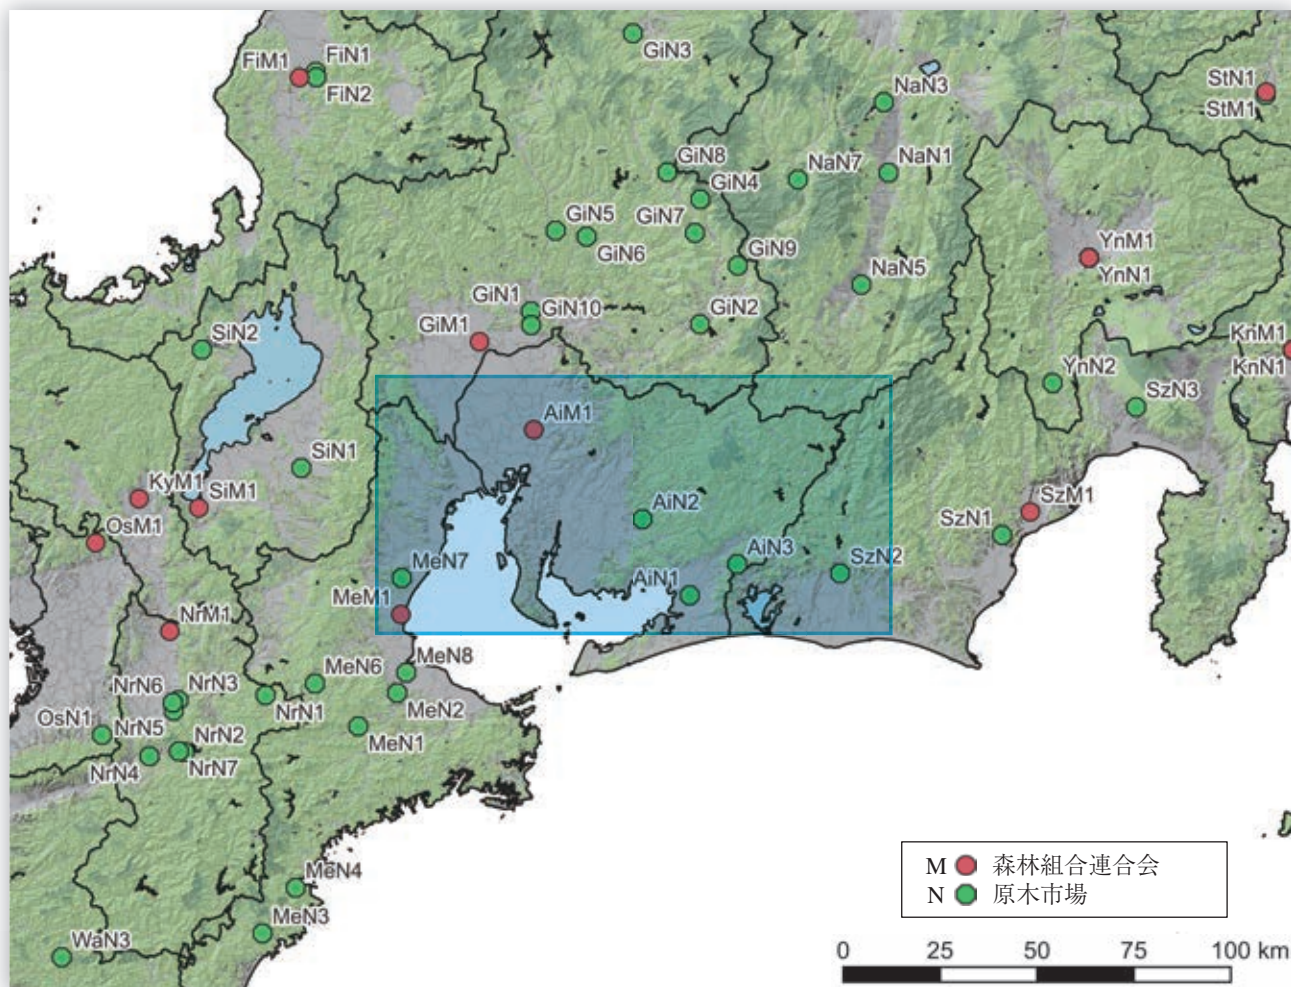 FiN1
FiM1
FiN2
GiN3
NaN3
StN1
StM1
GiN8
NaN7
NaN1
GiN4
GiN5
GiN7
GiN6
GiN9
YnM1
YnN1
NaN5
GiN1
GiN10
GiN2
GiM1
SiN2
KnM1
KnN1
YnN2
SzN3
AiM1
SiN1
KyM1
SiM1
AiN2
SzM1
SzN1
OsM1
AiN3
SzN2
MeN7
AiN1
MeM1
NrM1
MeN8
MeN6
NrN3
NrN6
NrN1
MeN2
OsN1
NrN5
NrN2
MeN1
NrN4
NrN7
MeN4
MeN3
WaN3
M 森林組合連合会
N 原木市場
0 25 50 75 100 km